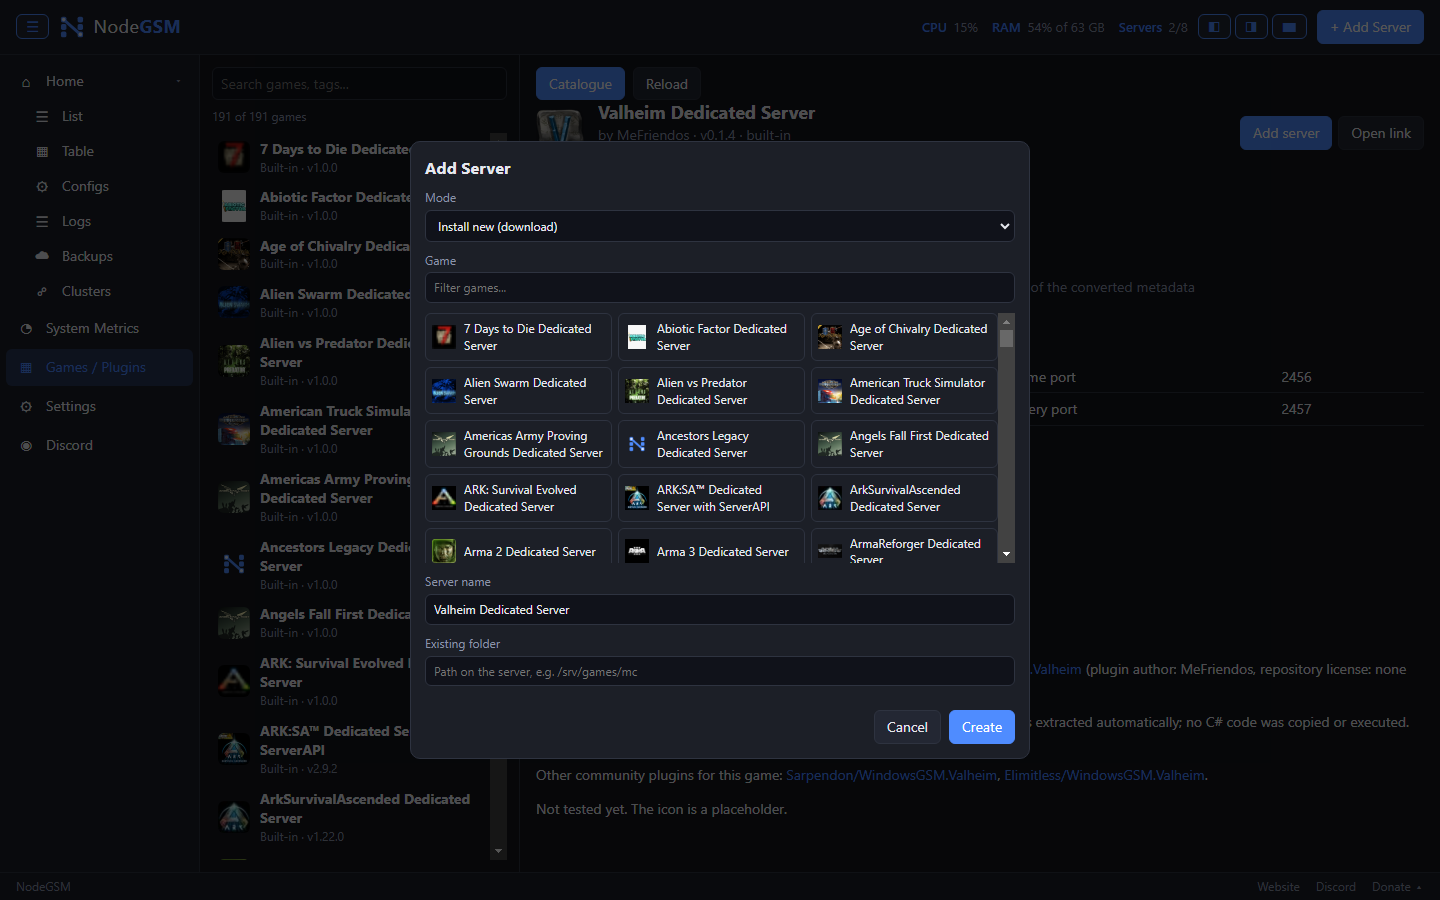 NodeGSM
CPU 15% RAM 54% of 63 GB Servers 2/8
+ Add Server
Home
List
Table
Configs
Logs
Backups
Clusters
System Metrics
Games / Plugins
Settings
Discord
Search games, tags...
191 of 191 games
7 Days to Die Dedicate
Built-in · v1.0.0
Abiotic Factor Dedicate
Built-in · v1.0.0
Age of Chivalry Dedica
Built-in · v1.0.0
Alien Swarm Dedicated
Built-in · v1.0.0
Alien vs Predator Dedi
Server
Built-in · v1.0.0
American Truck Simula
Dedicated Server
Built-in · v1.0.0
Americas Army Proving
Dedicated Server
Built-in · v1.0.0
Ancestors Legacy Dedi
Server
Built-in · v1.0.0
Angels Fall First Dedica
Built-in · v1.0.0
ARK: Survival Evolved
Server
Built-in · v1.0.0
ARK:SA™ Dedicated Se
ServerAPI
Built-in · v2.9.2
ArkSurvivalAscended Dedicated
Server
Built-in · v1.22.0
Catalogue
Reload
Valheim Dedicated Server
by MeFriendos · v0.1.4 · built-in
Add server
Open link
of the converted metadata
me port 2456
ery port 2457
.Valheim (plugin author: MeFriendos, repository license: none
s extracted automatically; no C# code was copied or executed.
Other community plugins for this game: Sarpendon/WindowsGSM.Valheim, Elimitless/WindowsGSM.Valheim.
Not tested yet. The icon is a placeholder.
Add Server
Mode
Install new (download)
Game
Filter games...
7 Days to Die Dedicated
Server
Abiotic Factor Dedicated
Server
Age of Chivalry Dedicated
Server
Alien Swarm Dedicated
Server
Alien vs Predator
Dedicated Server
American Truck Simulator
Dedicated Server
Americas Army Proving
Grounds Dedicated Server
Ancestors Legacy
Dedicated Server
Angels Fall First Dedicated
Server
ARK: Survival Evolved
Dedicated Server
ARK:SA™ Dedicated
Server with ServerAPI
ArkSurvivalAscended
Dedicated Server
Arma 2 Dedicated Server
Arma 3 Dedicated Server
ArmaReforger Dedicated
Server
Server name
Valheim Dedicated Server
Existing folder
Path on the server, e.g. /srv/games/mc
Cancel
Create
NodeGSM
Website
Discord
Donate